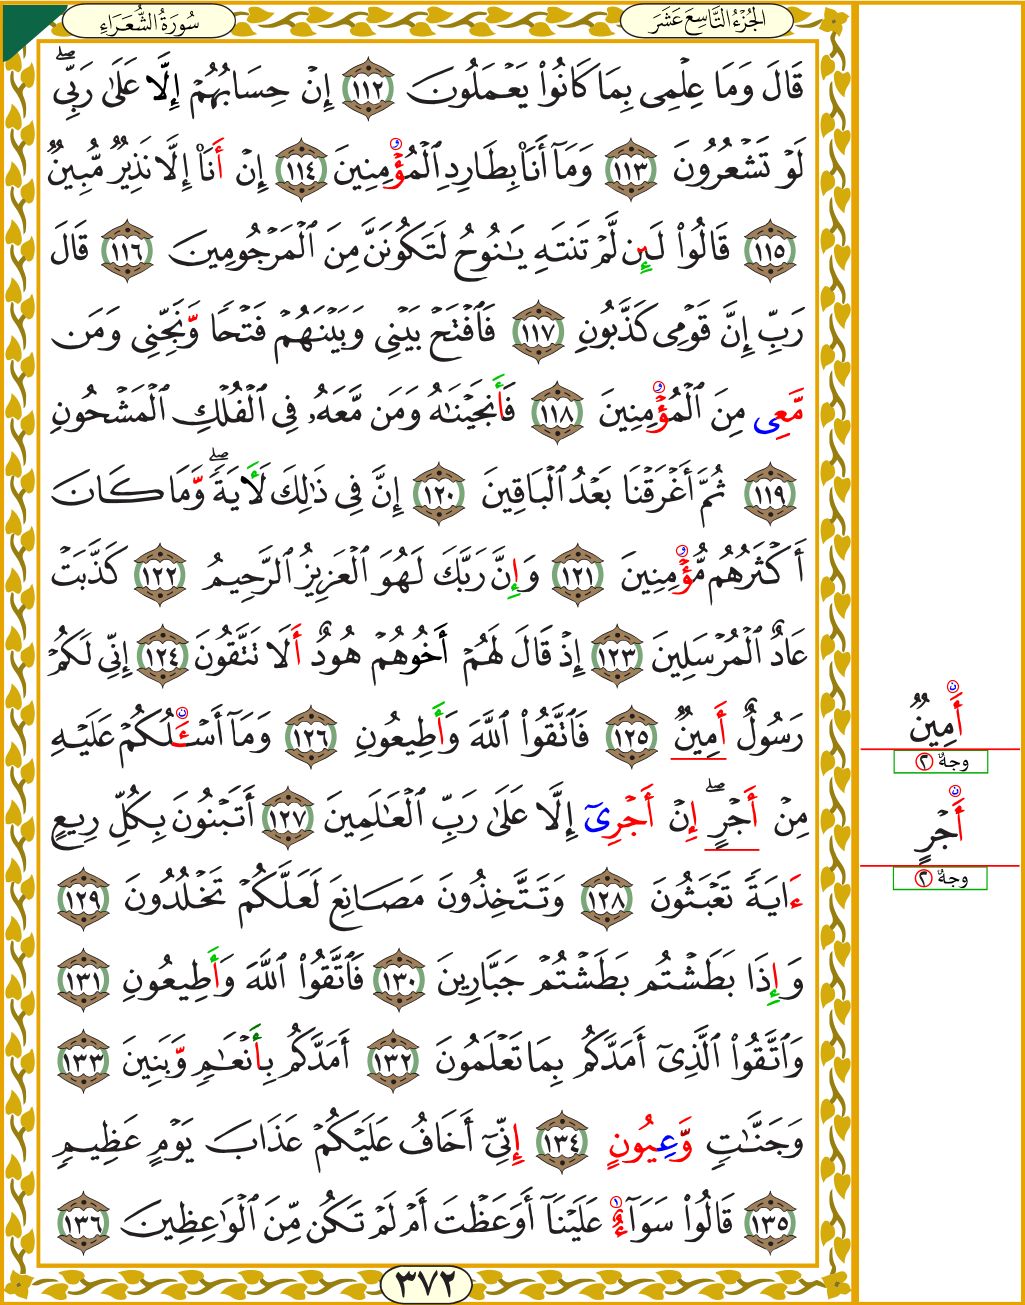 الجُزْءُ التَّاسِعَ عَشَرَ
سُورَةُ الشُّعَرَاءِ
قَالَ وَمَا عِلْمِى بِمَا كَانُوا۟ يَعْمَلُونَ ١١٢ إِنْ حِسَابُهُمْ إِلَّا عَلَىٰ رَبِّى ۖ
لَوْ تَشْعُرُونَ ١١٣ وَمَآ أَنَا۠ بِطَارِدِ ٱلْمُؤْمِنِينَ ١١٤ إِنْ أَنَا۠ إِلَّا نَذِيرٌ مُّبِينٌ
١١٥ قَالُوا۟ لَئِن لَّمْ تَنتَهِ يَـٰنُوحُ لَتَكُونَنَّ مِنَ ٱلْمَرْجُومِينَ ١١٦ قَالَ
رَبِّ إِنَّ قَوْمِى كَذَّبُونِ ١١٧ فَٱفْتَحْ بَيْنِى وَبَيْنَهُمْ فَتْحًا وَنَجِّنِى وَمَن
مَّعِى مِنَ ٱلْمُؤْمِنِينَ ١١٨ فَأَنجَيْنَـٰهُ وَمَن مَّعَهُۥ فِى ٱلْفُلْكِ ٱلْمَشْحُونِ
١١٩ ثُمَّ أَغْرَقْنَا بَعْدُ ٱلْبَاقِينَ ١٢٠ إِنَّ فِى ذَٰلِكَ لَـَٔايَةً ۖ وَمَا كَانَ
أَكْثَرُهُم مُّؤْمِنِينَ ١٢١ وَإِنَّ رَبَّكَ لَهُوَ ٱلْعَزِيزُ ٱلرَّحِيمُ ١٢٢ كَذَّبَتْ
عَادٌ ٱلْمُرْسَلِينَ ١٢٣ إِذْ قَالَ لَهُمْ أَخُوهُمْ هُودٌ أَلَا تَتَّقُونَ ١٢٤ إِنِّى لَكُمْ
رَسُولٌ أَمِينٌ ١٢٥ فَٱتَّقُوا۟ ٱللَّهَ وَأَطِيعُونِ ١٢٦ وَمَآ أَسْـَٔلُكُمْ عَلَيْهِ
مِنْ أَجْرٍ ۖ إِنْ أَجْرِىَ إِلَّا عَلَىٰ رَبِّ ٱلْعَـٰلَمِينَ ١٢٧ أَتَبْنُونَ بِكُلِّ رِيعٍ
ءَايَةً تَعْبَثُونَ ١٢٨ وَتَتَّخِذُونَ مَصَانِعَ لَعَلَّكُمْ تَخْلُدُونَ ١٢٩
وَإِذَا بَطَشْتُم بَطَشْتُمْ جَبَّارِينَ ١٣٠ فَٱتَّقُوا۟ ٱللَّهَ وَأَطِيعُونِ ١٣١
وَٱتَّقُوا۟ ٱلَّذِىٓ أَمَدَّكُم بِمَا تَعْلَمُونَ ١٣٢ أَمَدَّكُم بِأَنْعَـٰمٍ وَبَنِينَ ١٣٣
وَجَنَّـٰتٍ وَعِيُونٍ ١٣٤ إِنِّىٓ أَخَافُ عَلَيْكُمْ عَذَابَ يَوْمٍ عَظِيمٍ
١٣٥ قَالُوا۟ سَوَآءٌ عَلَيْنَآ أَوَعَظْتَ أَمْ لَمْ تَكُن مِّنَ ٱلْوَٰعِظِينَ ١٣٦
٣٧٢
أَمِينٌ
وجهٌ ٢
أَجْرٍ
وجهٌ ٢